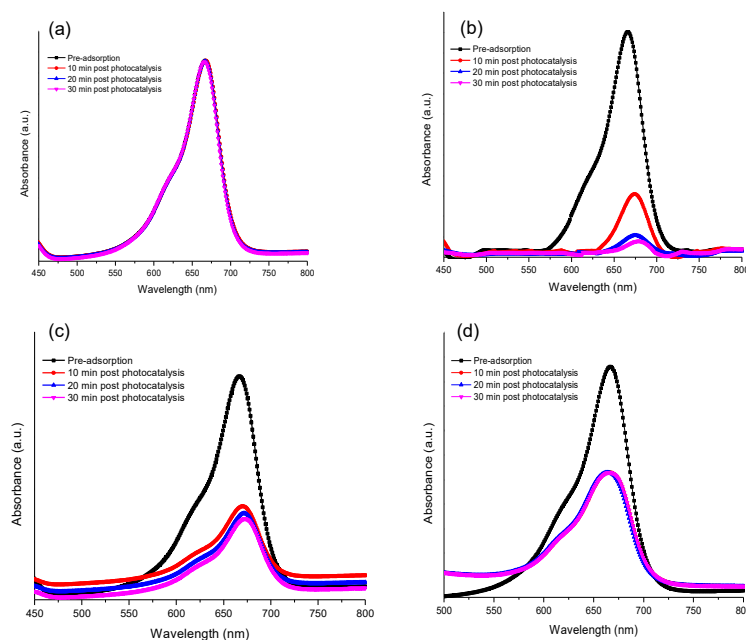 (a)
Pre-adsorption
10 min post photocatalysis
20 min post photocatalysis
30 min post photocatalysis
Absorbance (a.u.)
450 500 550 600 650 700 750 800
Wavelength (nm)
(b)
Pre-adsorption
10 min post photocatalysis
20 min post photocatalysis
30 min post photocatalysis
Absorbance (a.u.)
450 500 550 600 650 700 750 800
Wavelength (nm)
(c)
Pre-adsorption
10 min post photocatalysis
20 min post photocatalysis
30 min post photocatalysis
Absorbance (a.u.)
450 500 550 600 650 700 750 800
Wavelength (nm)
(d)
Pre-adsorption
10 min post photocatalysis
20 min post photocatalysis
30 min post photocatalysis
Absorbance (a.u.)
500 600 700
Wavelength (nm)